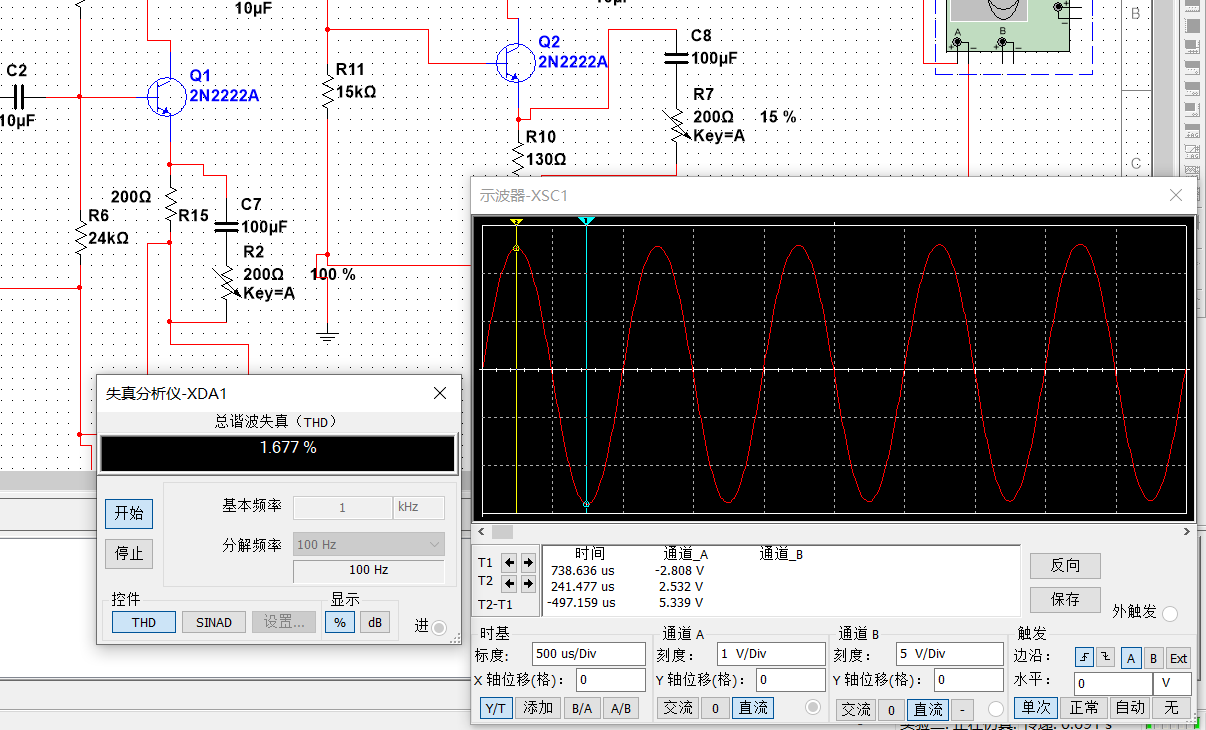 10µF
B
A
B
Q2
2N2222A
C8
100µF
C2
10µF
Q1
2N2222A
R11
15kΩ
R7
200Ω
15 %
Key=A
R10
130Ω
C
200Ω
R15
C7
100µF
R6
24kΩ
R2
200Ω
100 %
Key=A
示波器-XSC1
失真分析仪-XDA1
总谐波失真（THD）
1.677 %
开始
停止
基本频率
1
kHz
分解频率
100 Hz
100 Hz
控件
显示
THD
SINAD
设置...
%
dB
进
时间
通道_A
通道_B
T1
738.636 us
-2.808 V
T2
241.477 us
2.532 V
T2-T1
-497.159 us
5.339 V
反向
保存
外触发
时基
标度：
500 us/Div
X 轴位移(格)：
0
Y/T
添加
B/A
A/B
通道 A
刻度：
1 V/Div
Y 轴位移(格)：
0
交流
0
直流
通道 B
刻度：
5 V/Div
Y 轴位移(格)：
0
交流
0
直流
-
触发
边沿：
A
B
Ext
水平：
0
V
单次
正常
自动
无